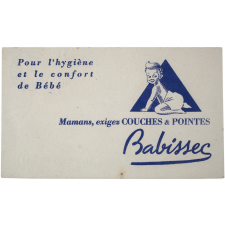 Pour l'hygiène
et le confort
de Bébé
Mamans, exigez COUCHES & POINTES
Babissec